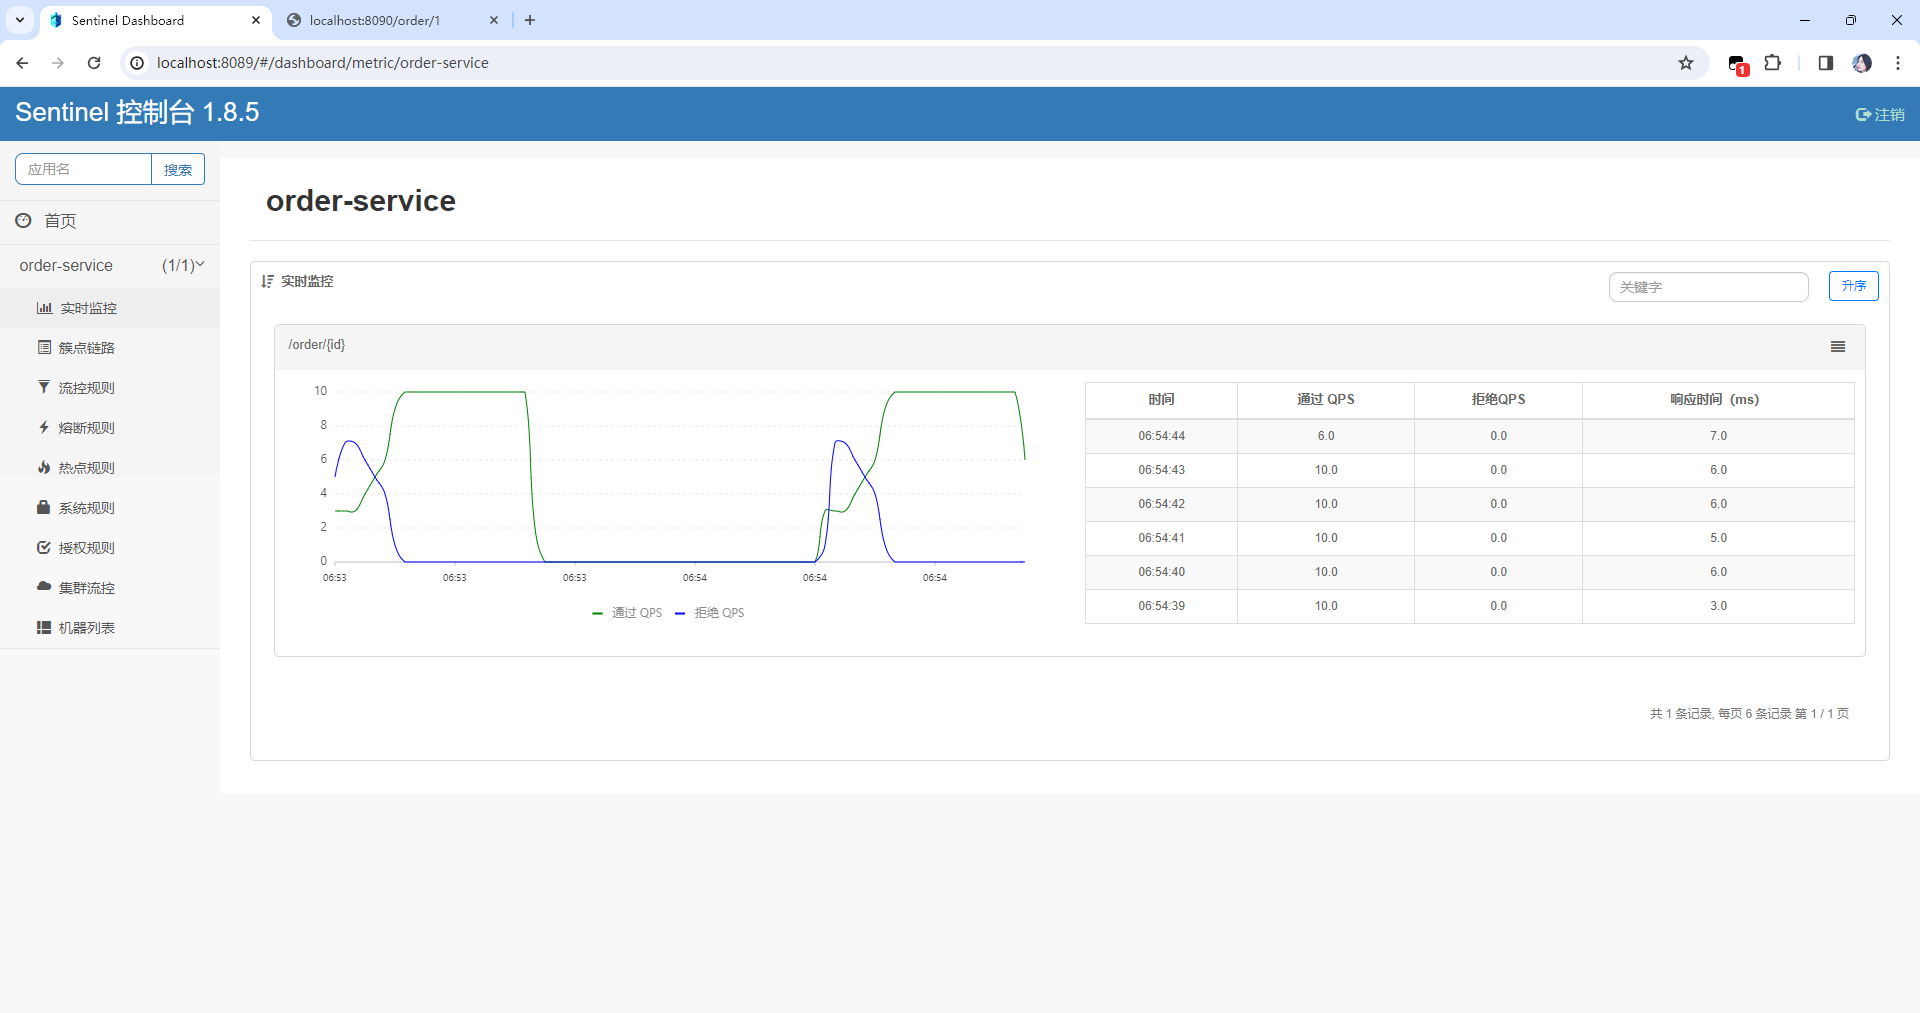 Sentinel Dashboard
localhost:8090/order/1
localhost:8089/#/dashboard/metric/order-service
1
Sentinel 控制台 1.8.5
注销
应用名
搜索
首页
order-service (1/1)
实时监控
簇点链路
流控规则
熔断规则
热点规则
系统规则
授权规则
集群流控
机器列表
order-service
实时监控
关键字
升序
/order/{id}
10
8
6
4
2
0
06:53 06:53 06:53 06:54 06:54 06:54
通过 QPS 拒绝 QPS
时间 通过 QPS 拒绝QPS 响应时间（ms）
06:54:44 6.0 0.0 7.0
06:54:43 10.0 0.0 6.0
06:54:42 10.0 0.0 6.0
06:54:41 10.0 0.0 5.0
06:54:40 10.0 0.0 6.0
06:54:39 10.0 0.0 3.0
共 1 条记录, 每页 6 条记录 第 1 / 1 页